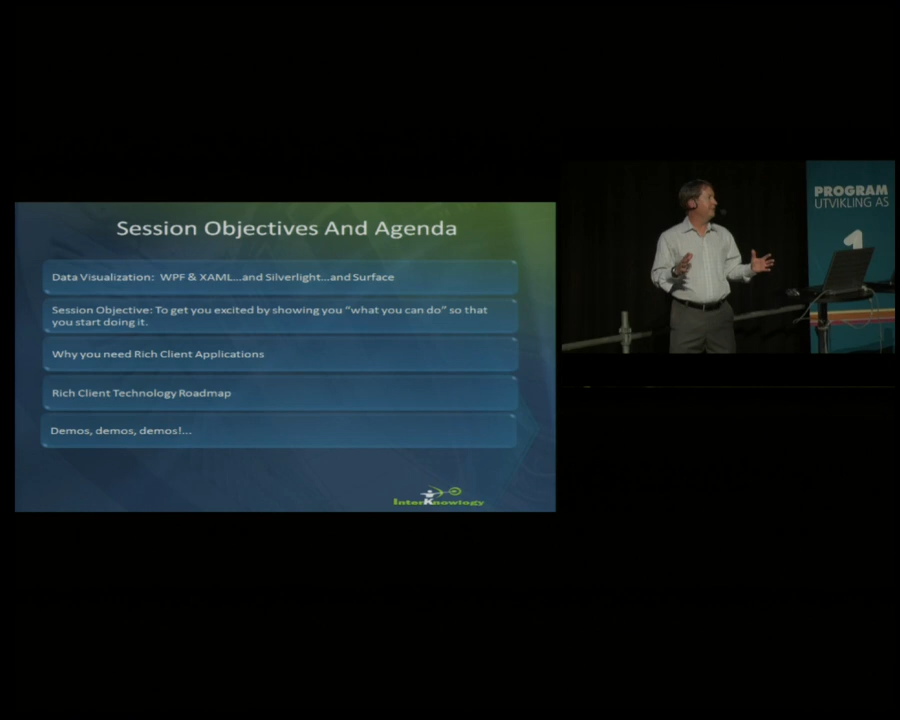 Session Objectives And Agenda
Data Visualization: WPF & XAML...and Silverlight...and Surface
Session Objective: To get you excited by showing you "what you can do" so that
you start doing it.
Why you need Rich Client Applications
Rich Client Technology Roadmap
Demos, demos, demos!...
InterKnowlogy
PROGRAM
UTVIKLING AS
1